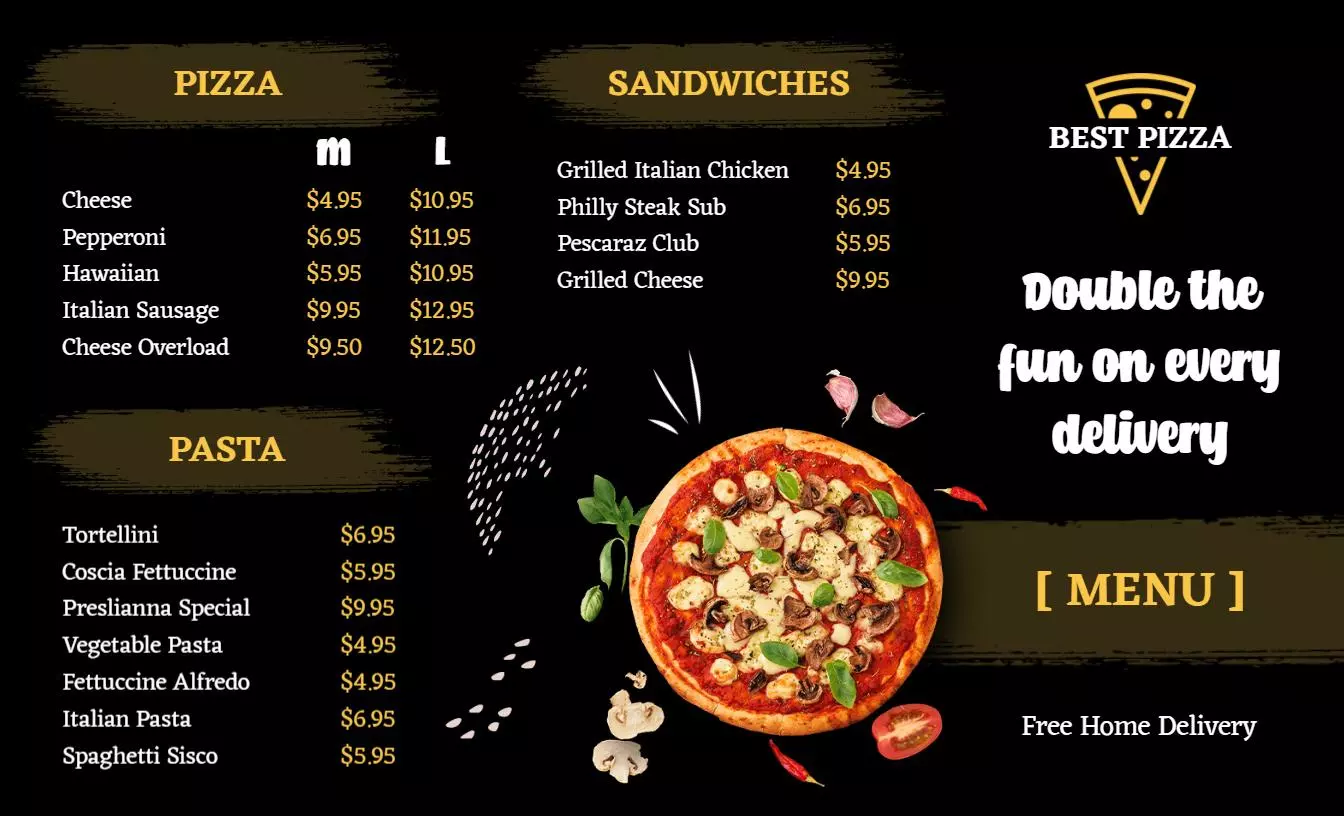 PIZZA
M L
Cheese $4.95 $10.95
Pepperoni $6.95 $11.95
Hawaiian $5.95 $10.95
Italian Sausage $9.95 $12.95
Cheese Overload $9.50 $12.50
PASTA
Tortellini $6.95
Coscia Fettuccine $5.95
Preslianna Special $9.95
Vegetable Pasta $4.95
Fettuccine Alfredo $4.95
Italian Pasta $6.95
Spaghetti Sisco $5.95
SANDWICHES
Grilled Italian Chicken $4.95
Philly Steak Sub $6.95
Pescaraz Club $5.95
Grilled Cheese $9.95
BEST PIZZA
Double the
fun on every
delivery
[ MENU ]
Free Home Delivery